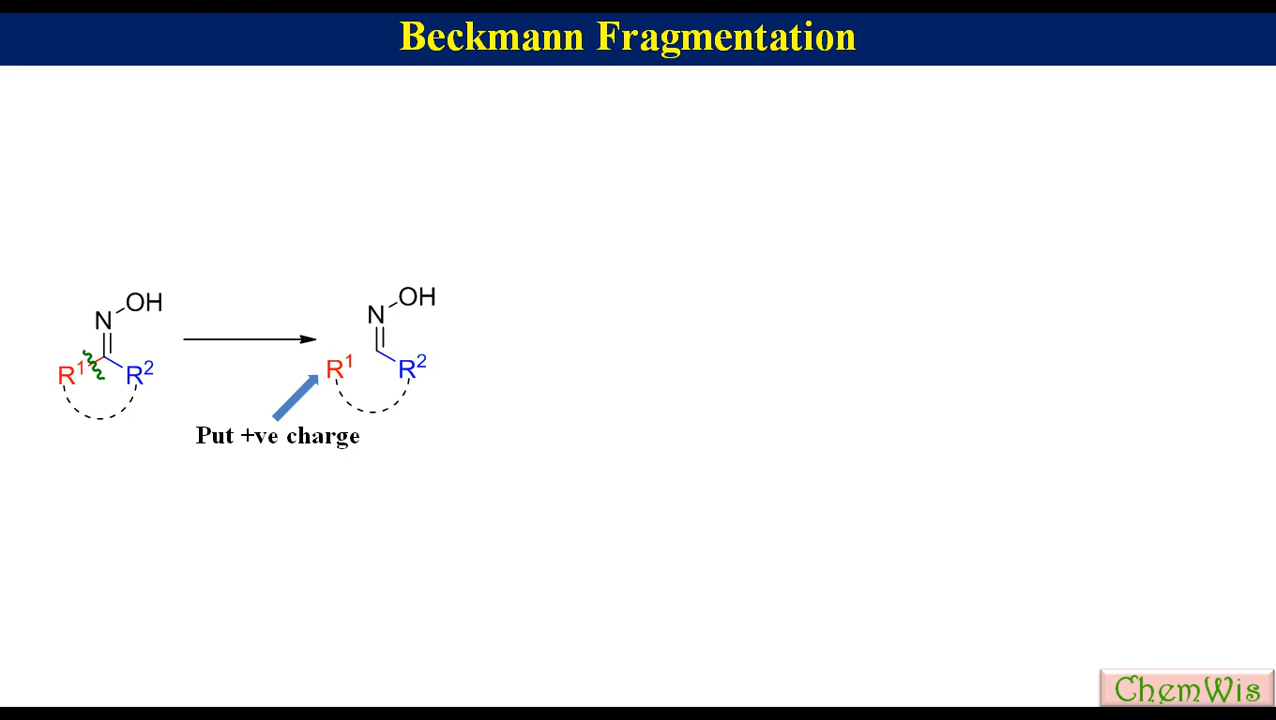 Beckmann Fragmentation
N OH
R¹ R²
N OH
R¹ R²
Put +ve charge
ChemWis